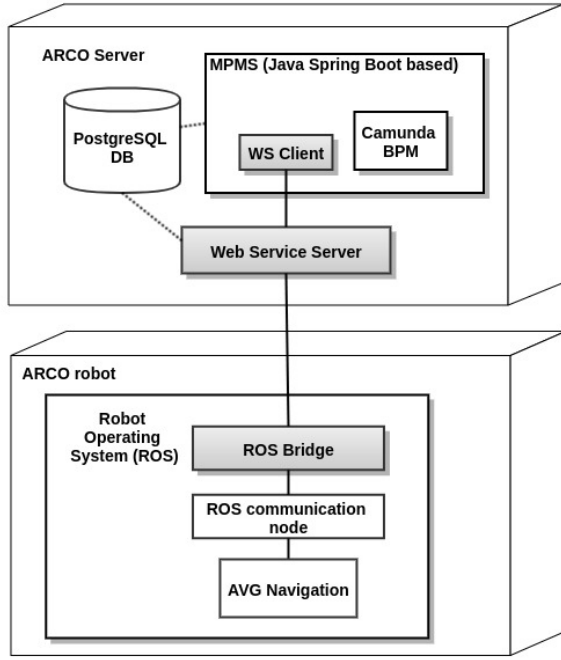 ARCO Server
MPMS (Java Spring Boot based)
PostgreSQL
DB
WS Client
Camunda
BPM
Web Service Server
ARCO robot
Robot
Operating
System (ROS)
ROS Bridge
ROS communication
node
AVG Navigation